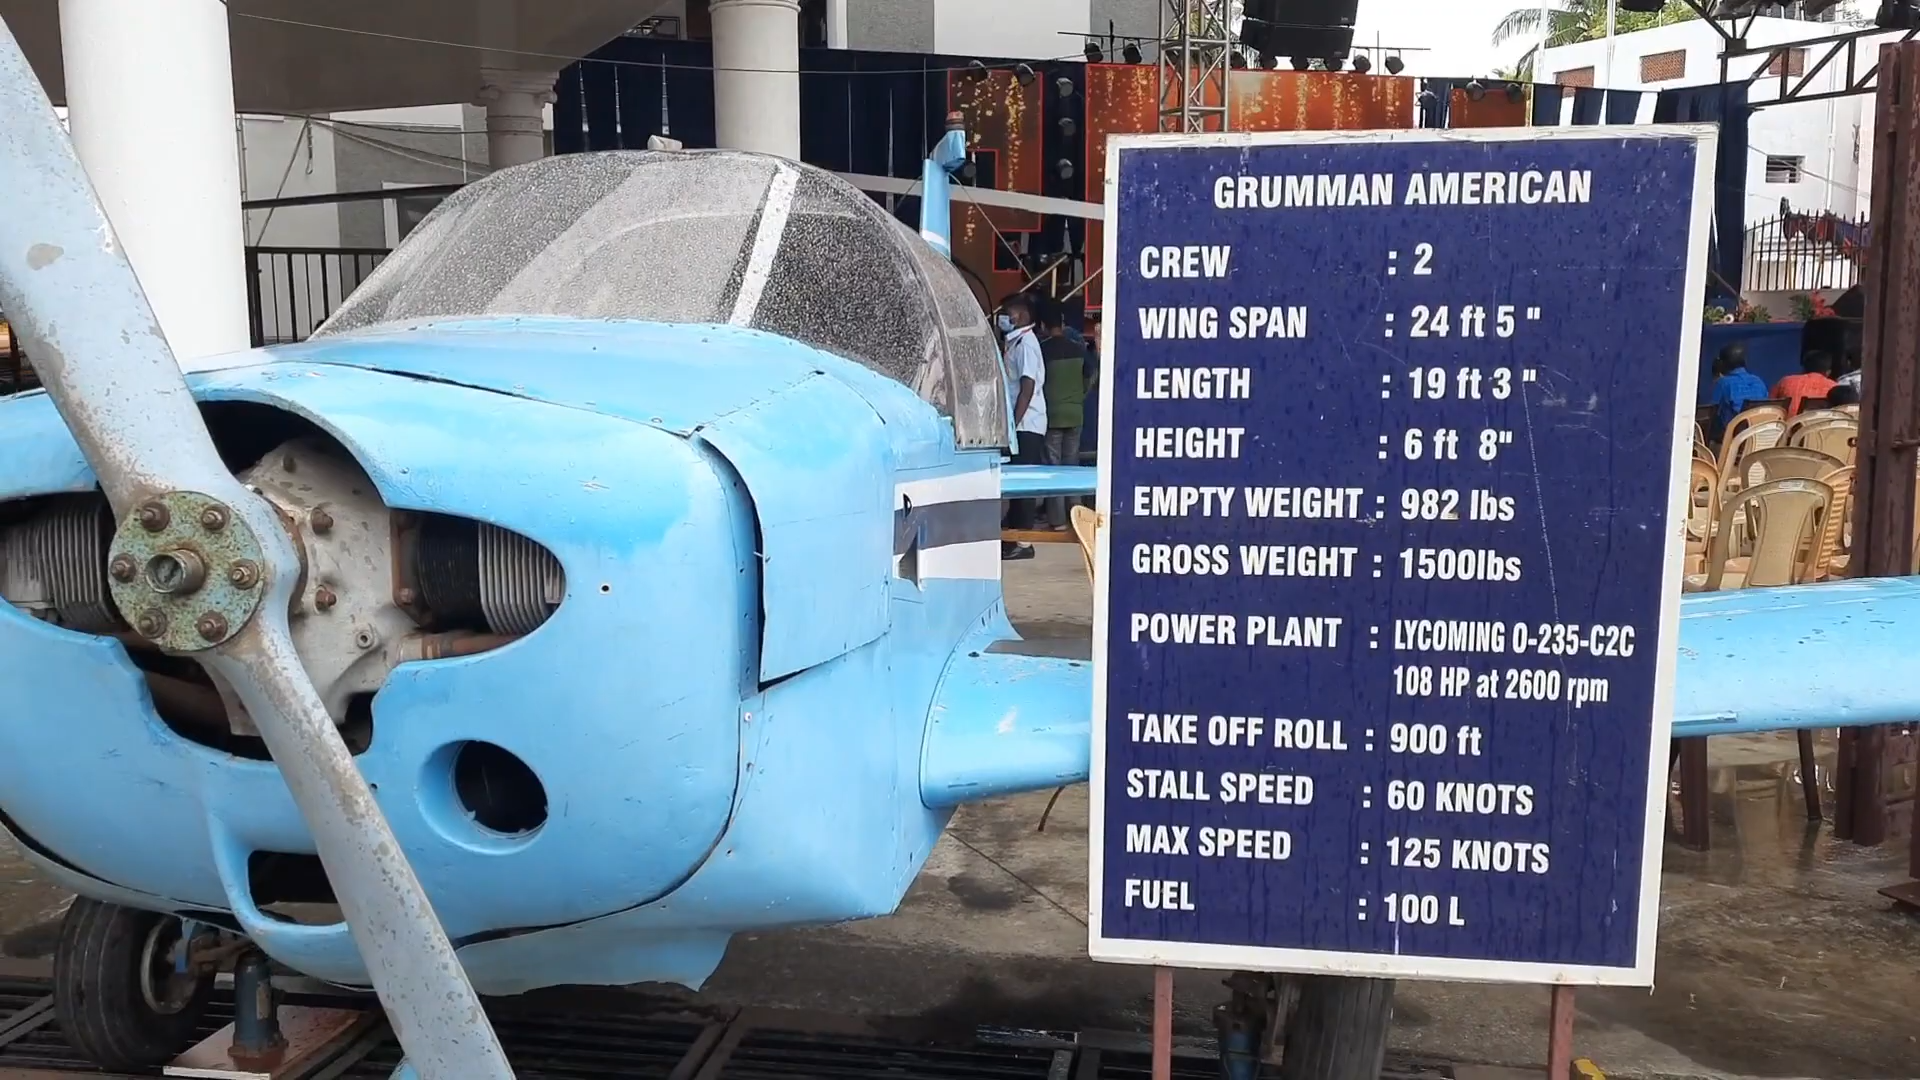 GRUMMAN AMERICAN
CREW : 2
WING SPAN : 24 ft 5 "
LENGTH : 19 ft 3 "
HEIGHT : 6 ft 8"
EMPTY WEIGHT : 982 lbs
GROSS WEIGHT : 1500lbs
POWER PLANT : LYCOMING O-235-C2C
108 HP at 2600 rpm
TAKE OFF ROLL : 900 ft
STALL SPEED : 60 KNOTS
MAX SPEED : 125 KNOTS
FUEL : 100 L